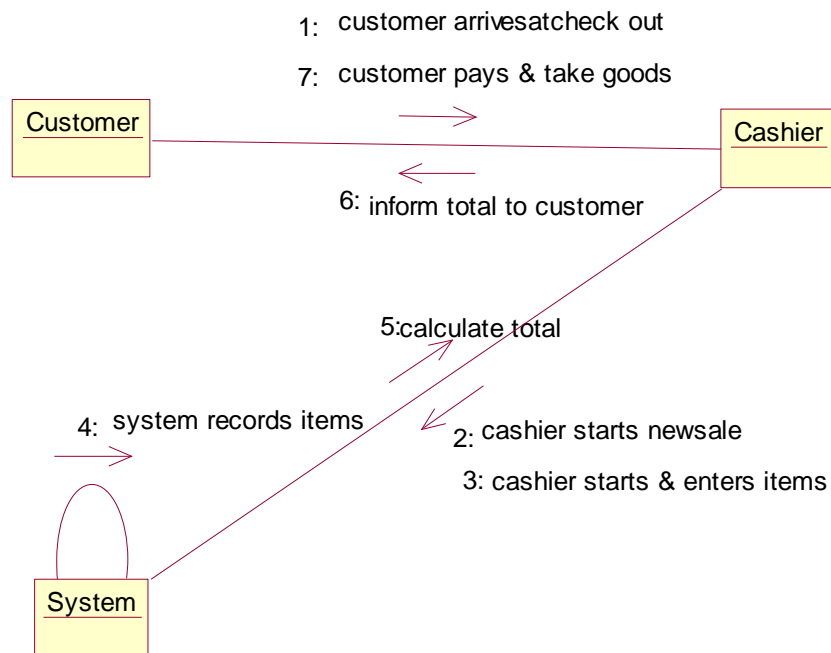 1: customer arrivesatcheck out
7: customer pays & take goods
Customer
Cashier
6: inform total to customer
5:calculate total
4: system records items
2: cashier starts newsale
3: cashier starts & enters items
System